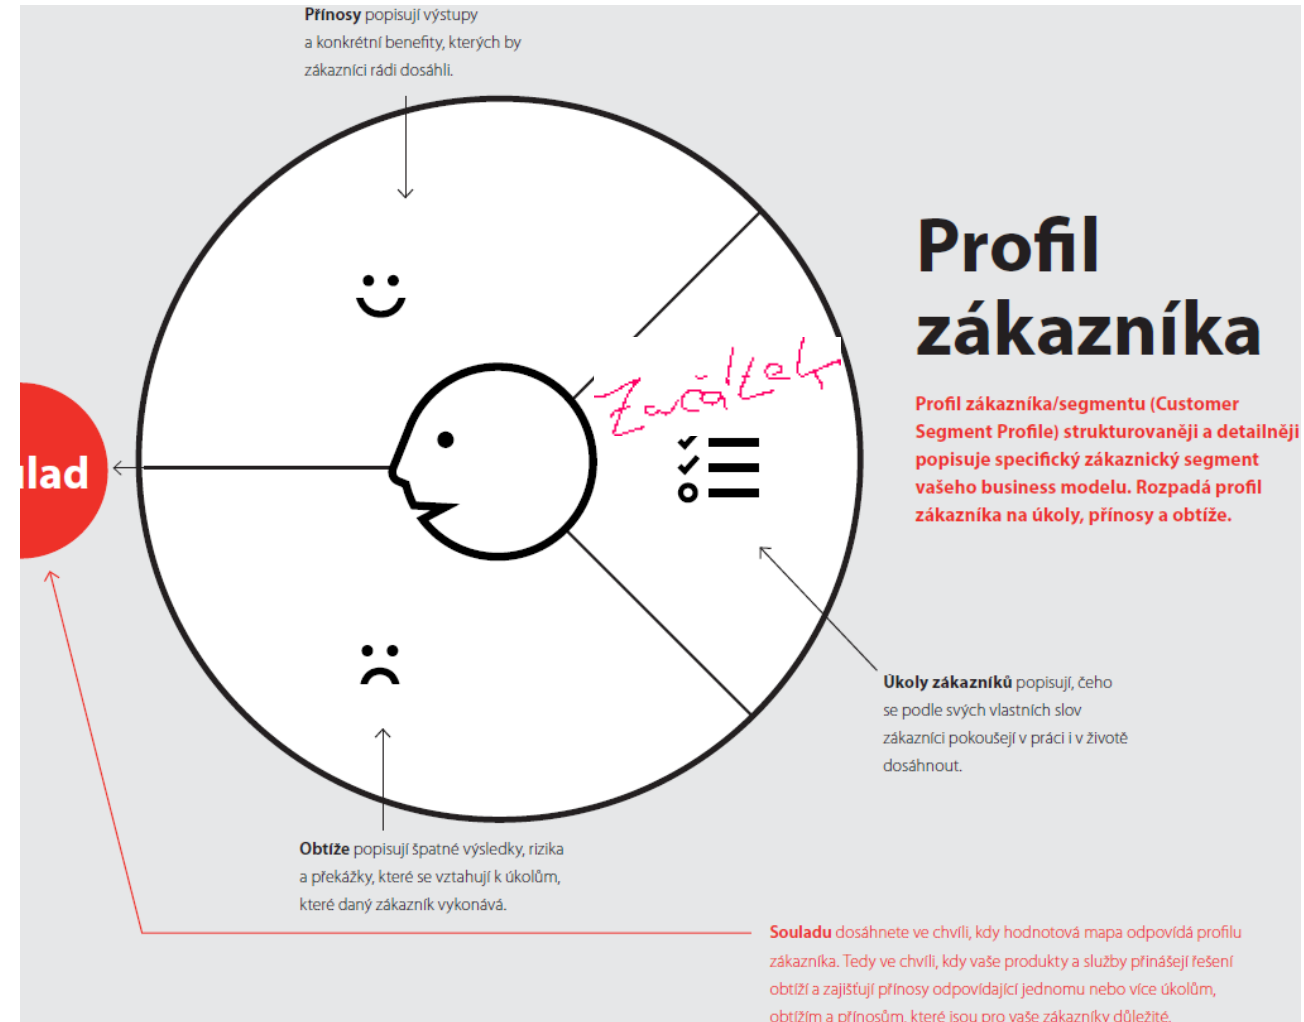 Přínosy popisují výstupy
a konkrétní benefity, kterých by
zákazníci rádi dosáhli.
Profil
zákazníka
Začátek
Profil zákazníka/segmentu (Customer
Segment Profile) strukturovaněji a detailněji
popisuje specifický zákaznický segment
vašeho business modelu. Rozpadá profil
zákazníka na úkoly, přínosy a obtíže.
lad
Úkoly zákazníků popisují, čeho
se podle svých vlastních slov
zákazníci pokoušejí v práci i v životě
dosáhnout.
Obtíže popisují špatné výsledky, rizika
a překážky, které se vztahují k úkolům,
které daný zákazník vykonává.
Souladu dosáhnete ve chvíli, kdy hodnotová mapa odpovídá profilu
zákazníka. Tedy ve chvíli, kdy vaše produkty a služby přinášejí řešení
obtíží a zajišťují přínosy odpovídající jednomu nebo více úkolům,
obtížím a přínosům, které jsou pro vaše zákazníky důležité.